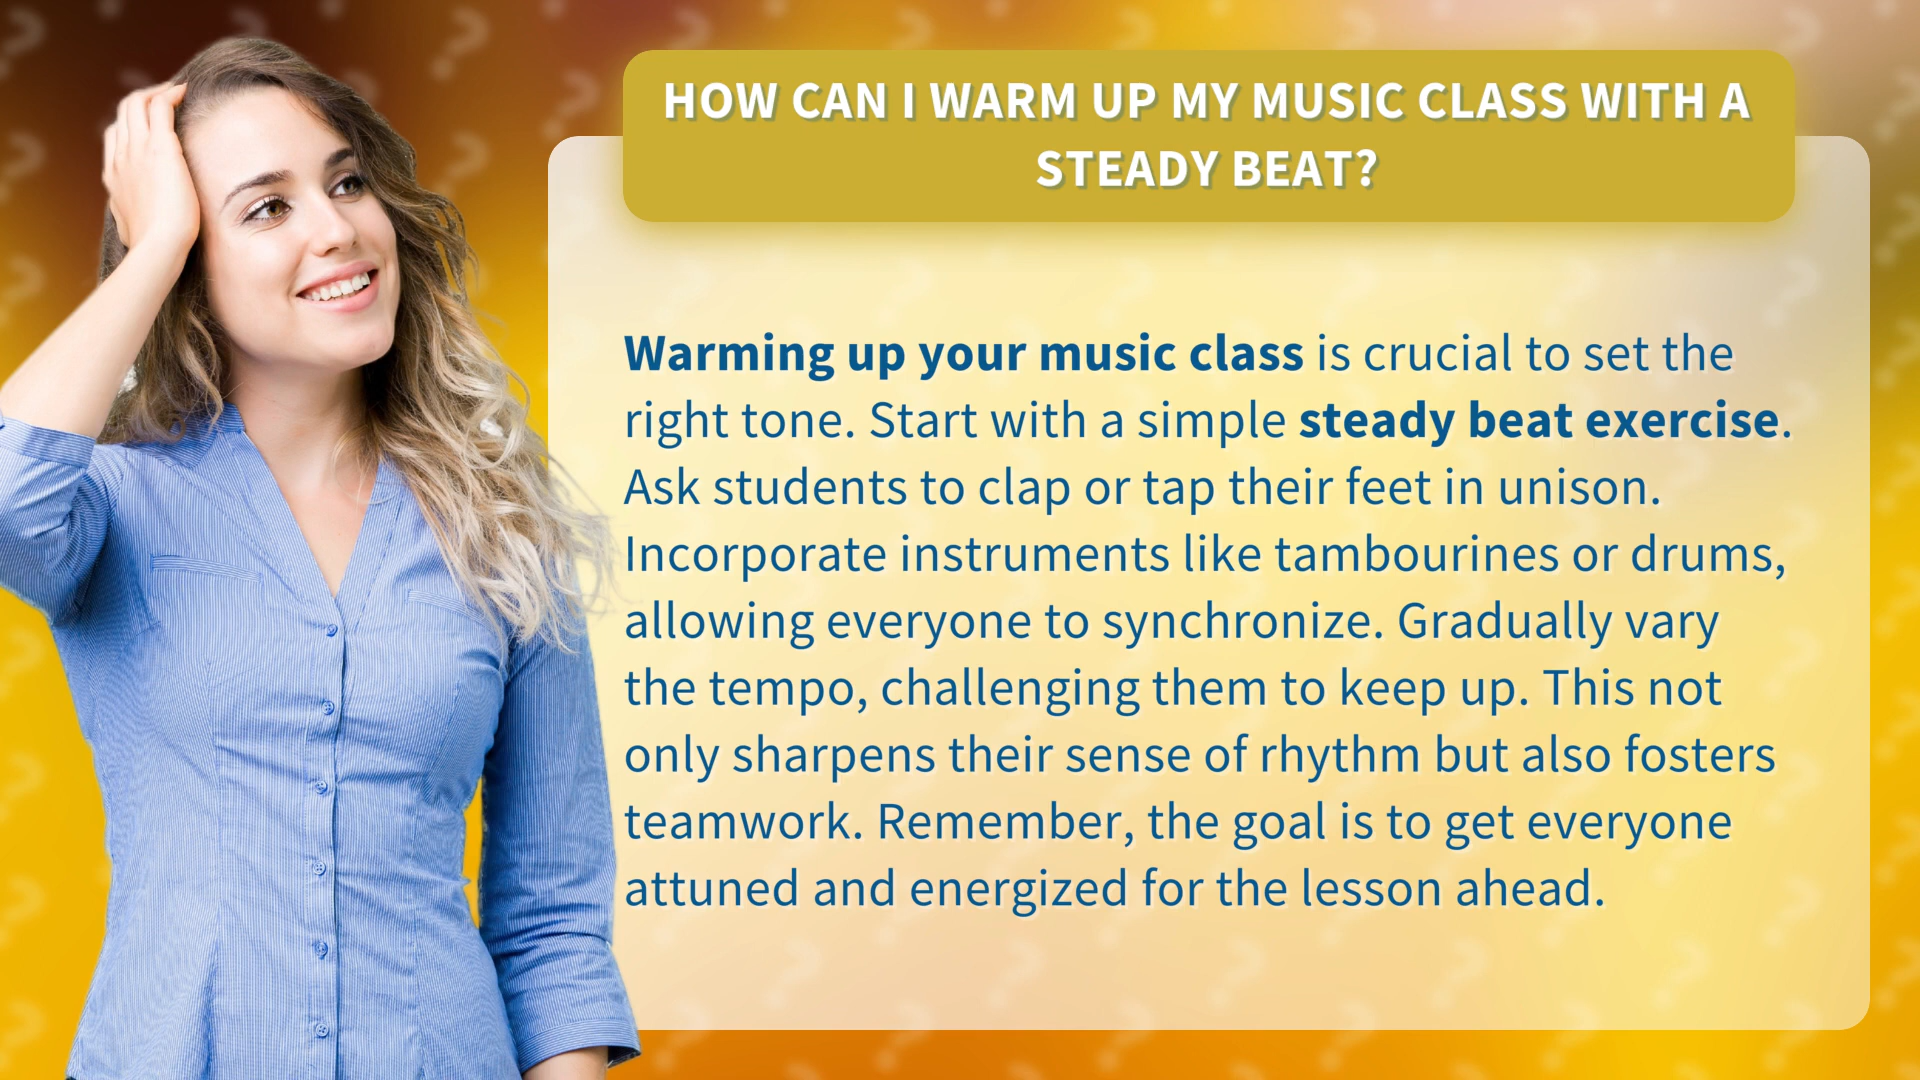 HOW CAN I WARM UP MY MUSIC CLASS WITH A
STEADY BEAT?
Warming up your music class is crucial to set the
right tone. Start with a simple steady beat exercise.
Ask students to clap or tap their feet in unison.
Incorporate instruments like tambourines or drums,
allowing everyone to synchronize. Gradually vary
the tempo, challenging them to keep up. This not
only sharpens their sense of rhythm but also fosters
teamwork. Remember, the goal is to get everyone
attuned and energized for the lesson ahead.